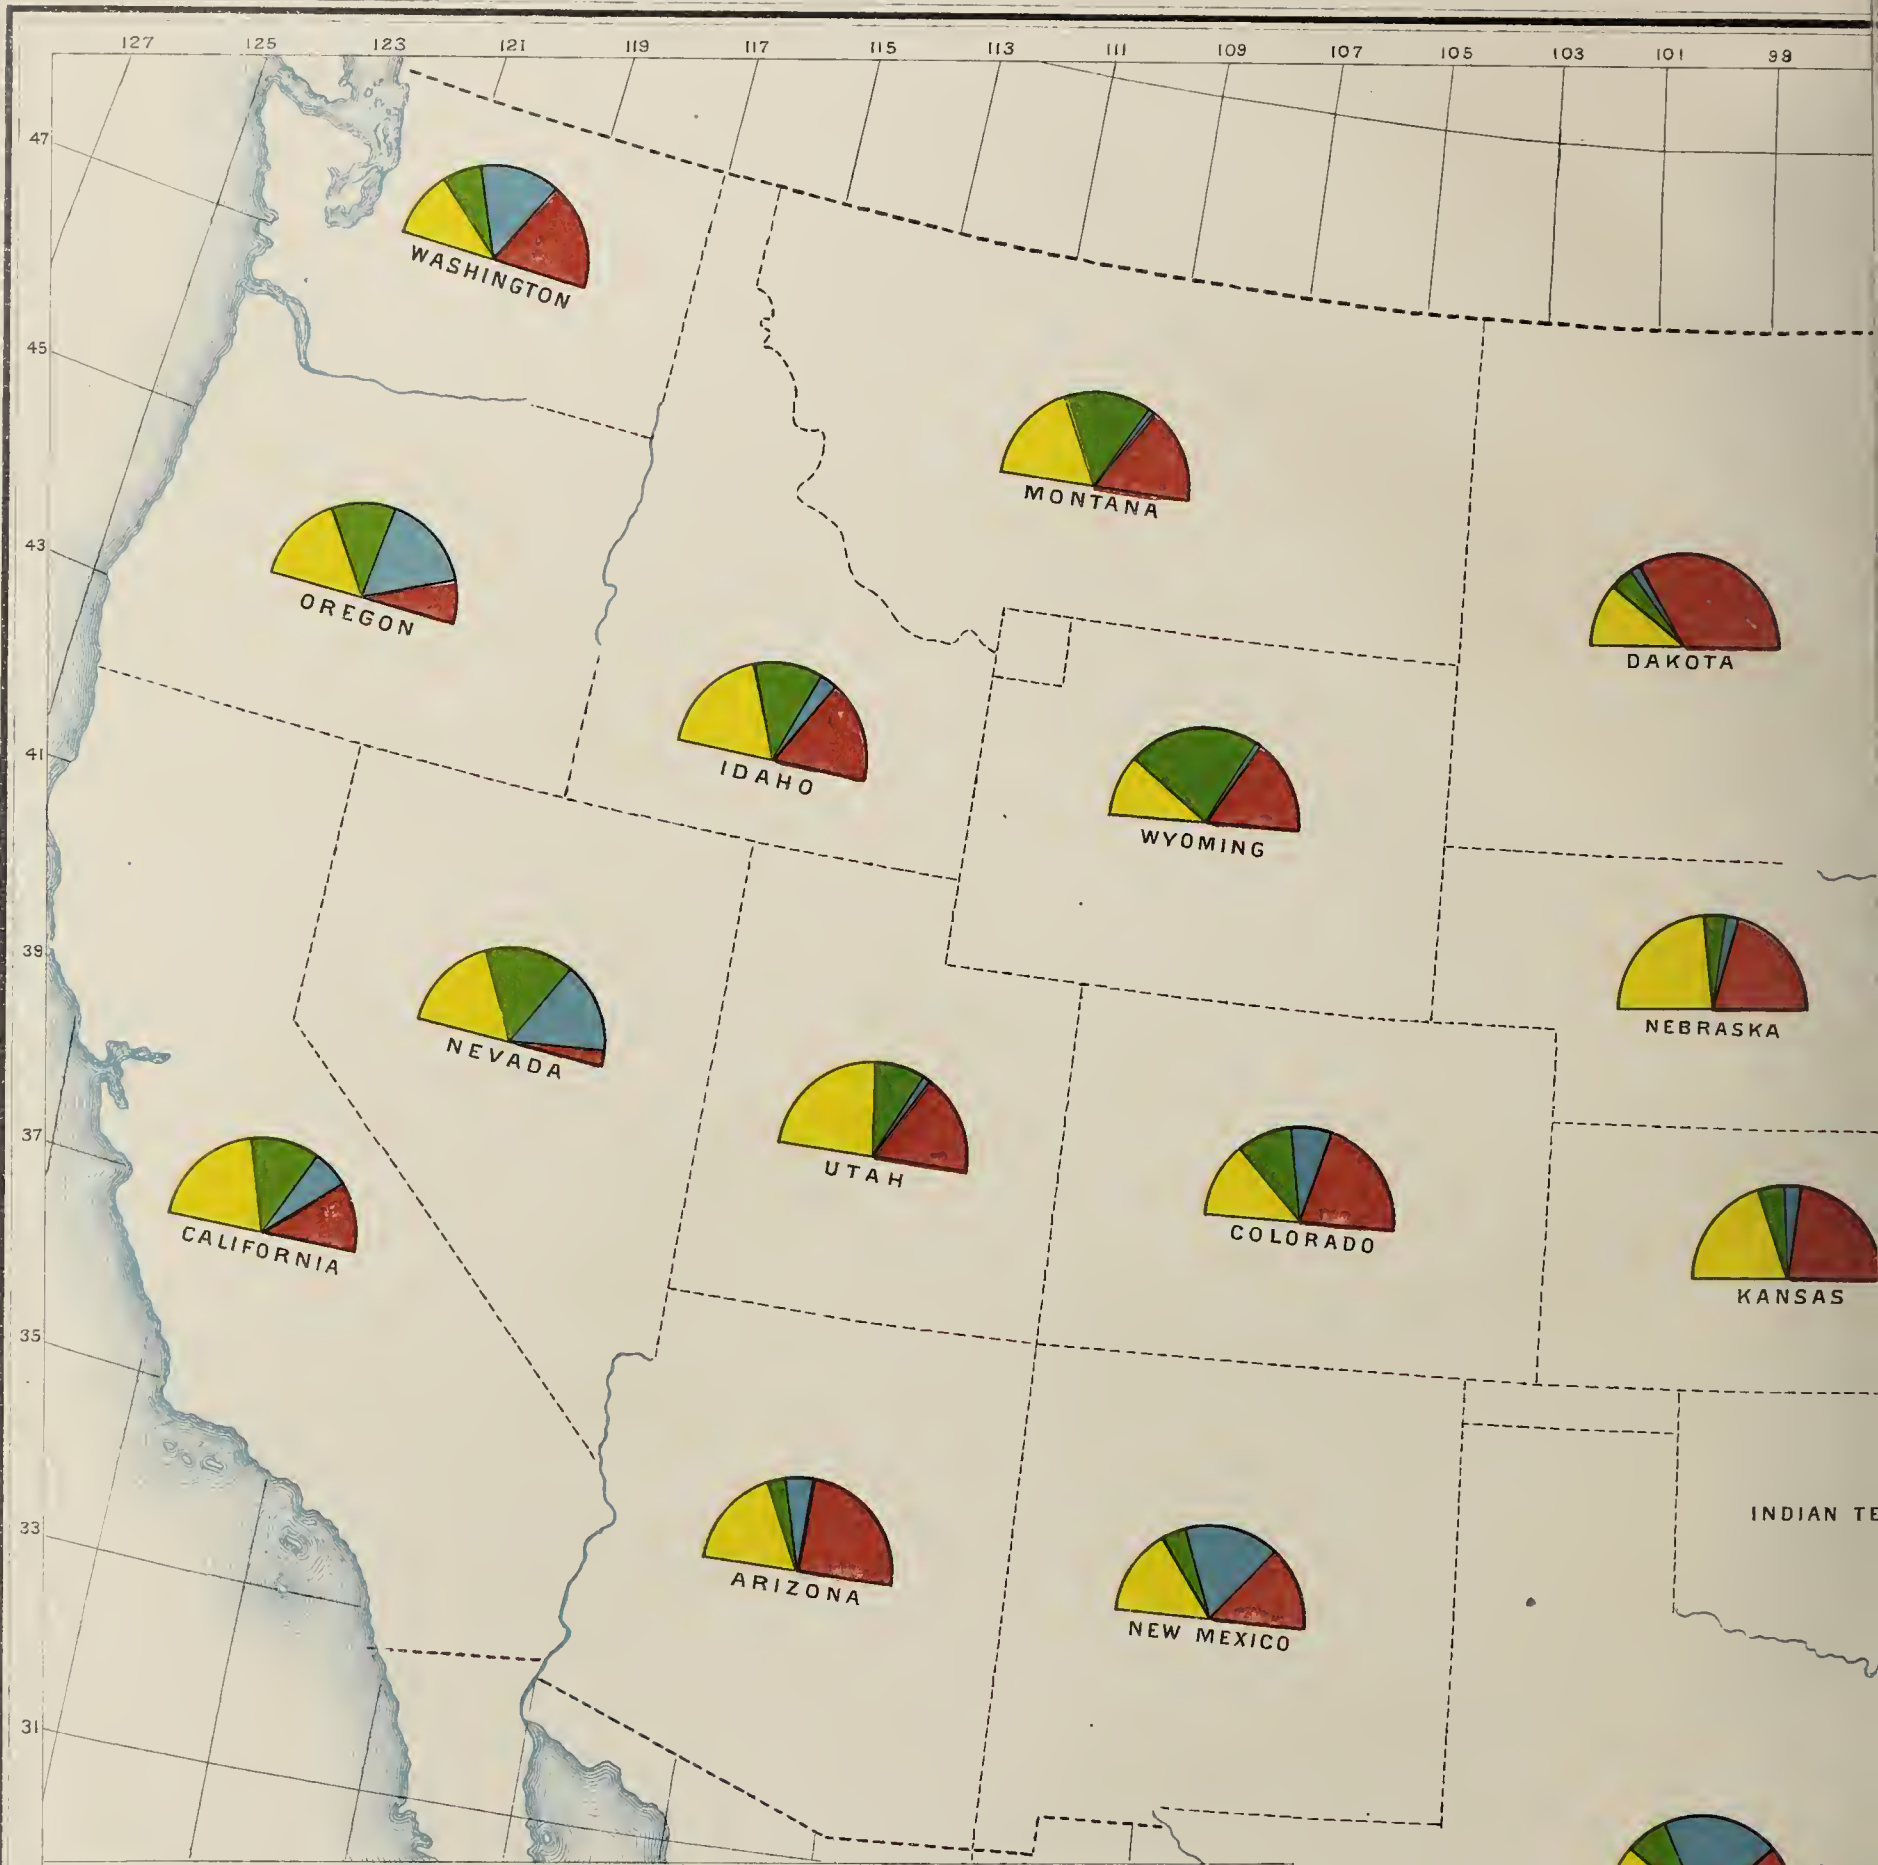 127 125 123 121 119 117 115 113 111 109 107 105 103 101 98
47
WASHINGTON
45
MONTANA
43
OREGON
DAKOTA
41
IDAHO
WYOMING
39
NEBRASKA
NEVADA
37
UTAH
COLORADO
CALIFORNIA
KANSAS
35
33
INDIAN TE
ARIZONA
NEW MEXICO
31